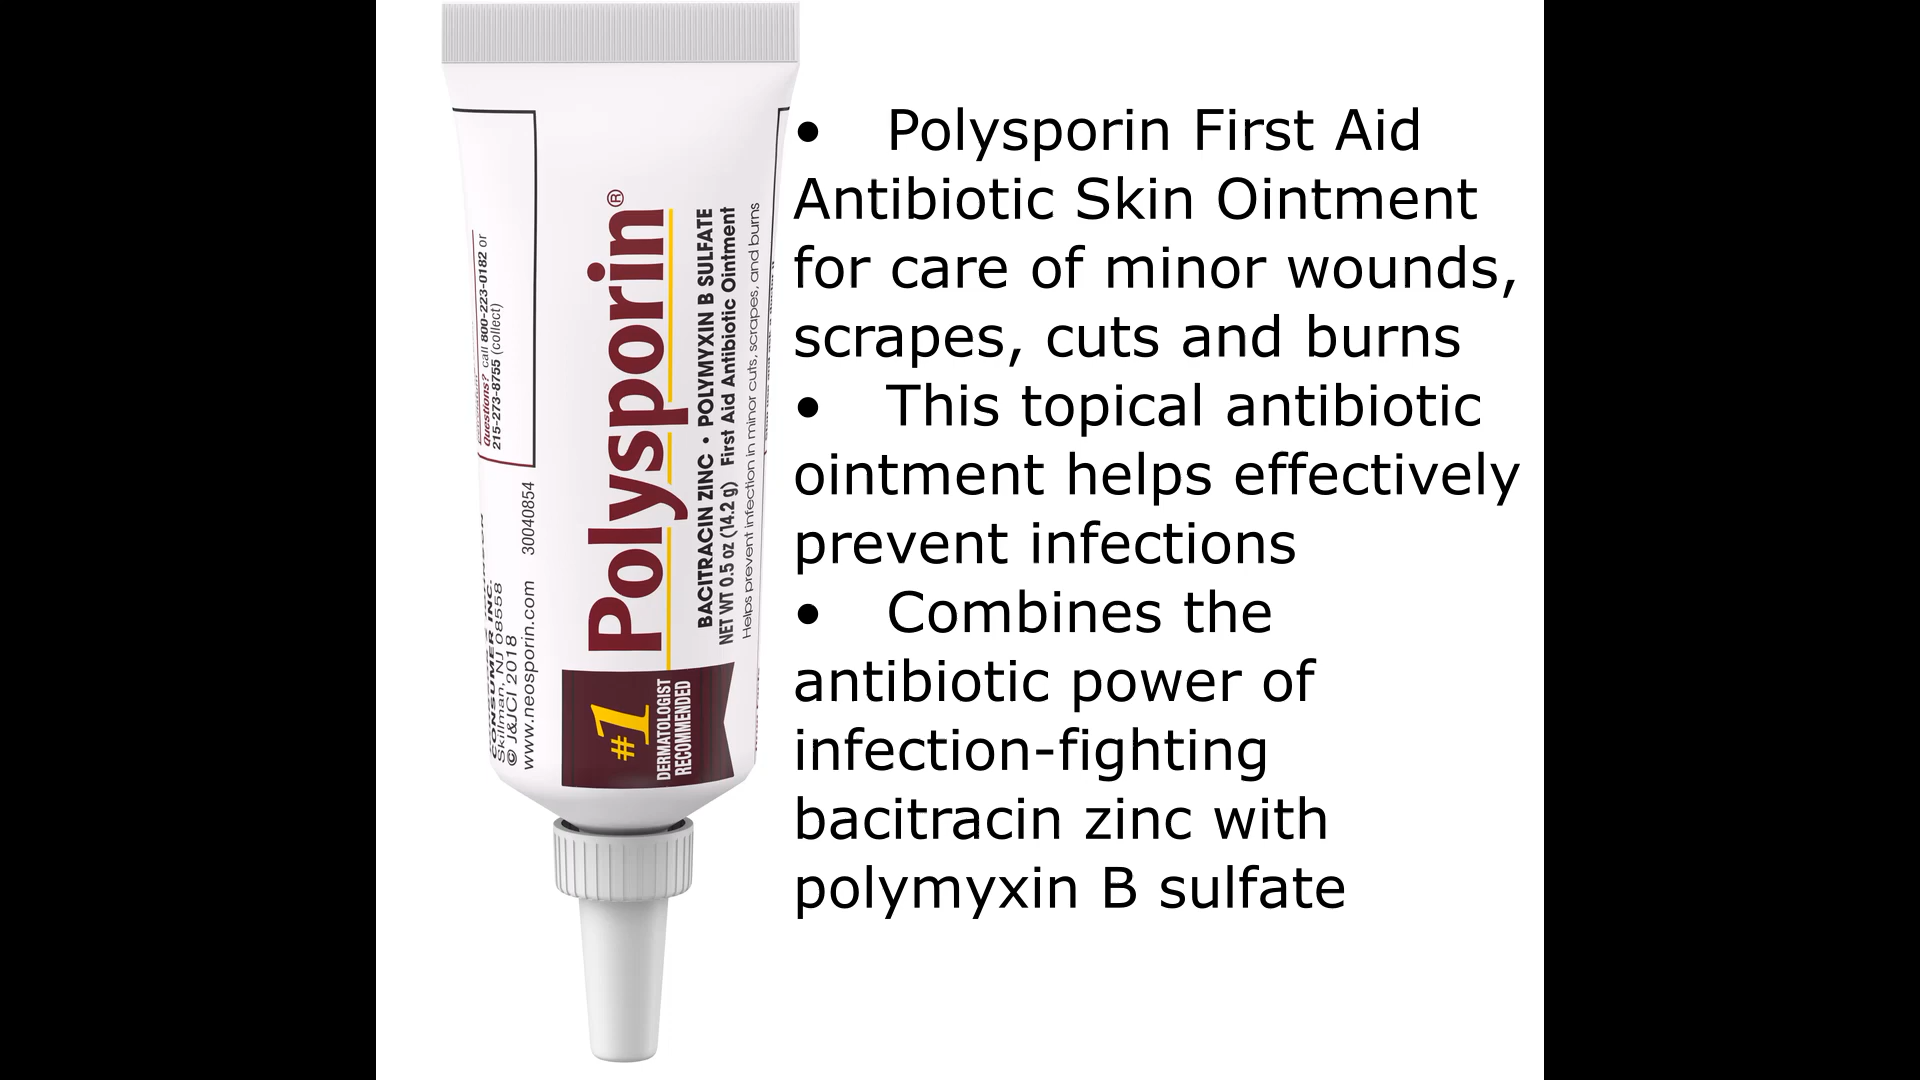 Questions? call 800-223-0182 or
215-273-8755 (collect)
CONSUMER INC.
Skillman, NJ 08558
© J&JCI 2018
www.neosporin.com 30040854
Polysporin®
BACITRACIN ZINC • POLYMYXIN B SULFATE
NET WT 0.5 oz (14.2 g) First Aid Antibiotic Ointment
Helps prevent infection in minor cuts, scrapes, and burns
#1
DERMATOLOGIST
RECOMMENDED
• Polysporin First Aid
Antibiotic Skin Ointment
for care of minor wounds,
scrapes, cuts and burns
• This topical antibiotic
ointment helps effectively
prevent infections
• Combines the
antibiotic power of
infection-fighting
bacitracin zinc with
polymyxin B sulfate